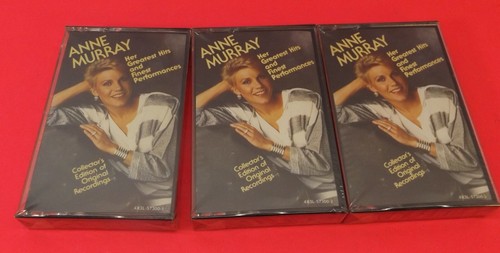 ANNE
MURRAY
Her
Greatest Hits
and
Finest
Performances
Collector's
Edition of
Original
Recordings
ANNE
MURRAY
Her
Greatest Hits
and
Finest
Performances
Collector's
Edition of
Original
Recordings
ANNE
MURRAY
Her
Greatest Hits
and
Finest
Performances
Collector's
Edition of
Original
Recordings